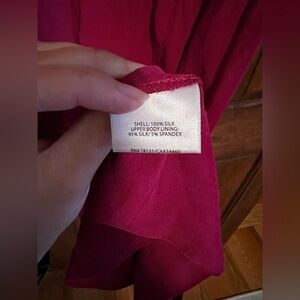 SHELL: 100% SILK
UPPER BODY LINING:
95% SILK/ 5% SPANDEX